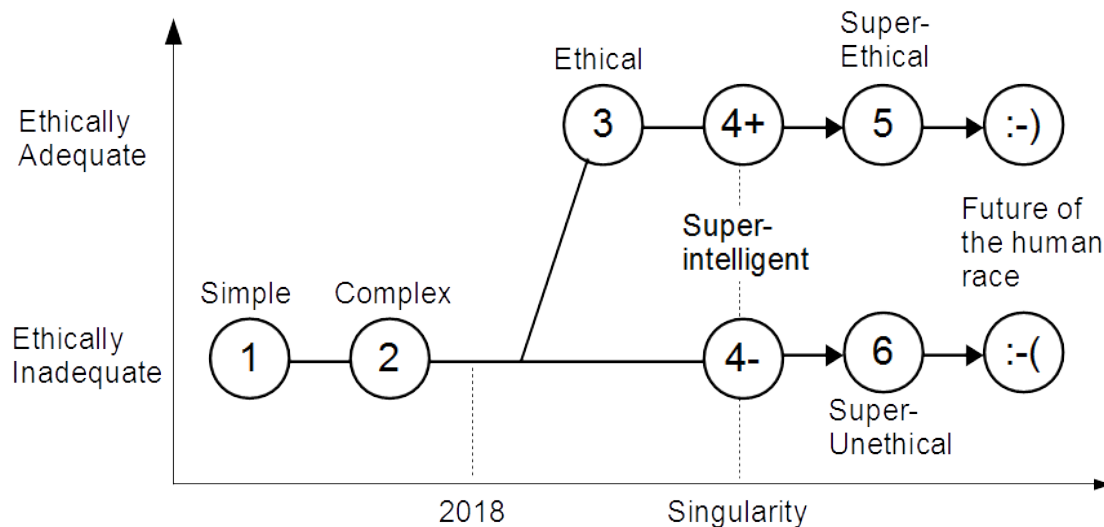 Super-
Ethical
Ethical
Ethically
Adequate
3
4+
5
:-)
Super-
intelligent
Future of
the human
race
Simple
Complex
Ethically
Inadequate
1
2
4-
6
:-(
Super-
Unethical
2018
Singularity